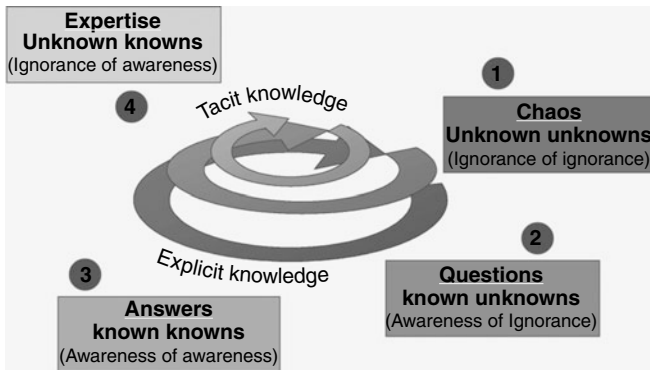 Expertise
Unknown knowns
(Ignorance of awareness)
4
Tacit knowledge
1
Chaos
Unknown unknowns
(Ignorance of ignorance)
2
Questions
known unknowns
(Awareness of Ignorance)
Explicit knowledge
3
Answers
known knowns
(Awareness of awareness)